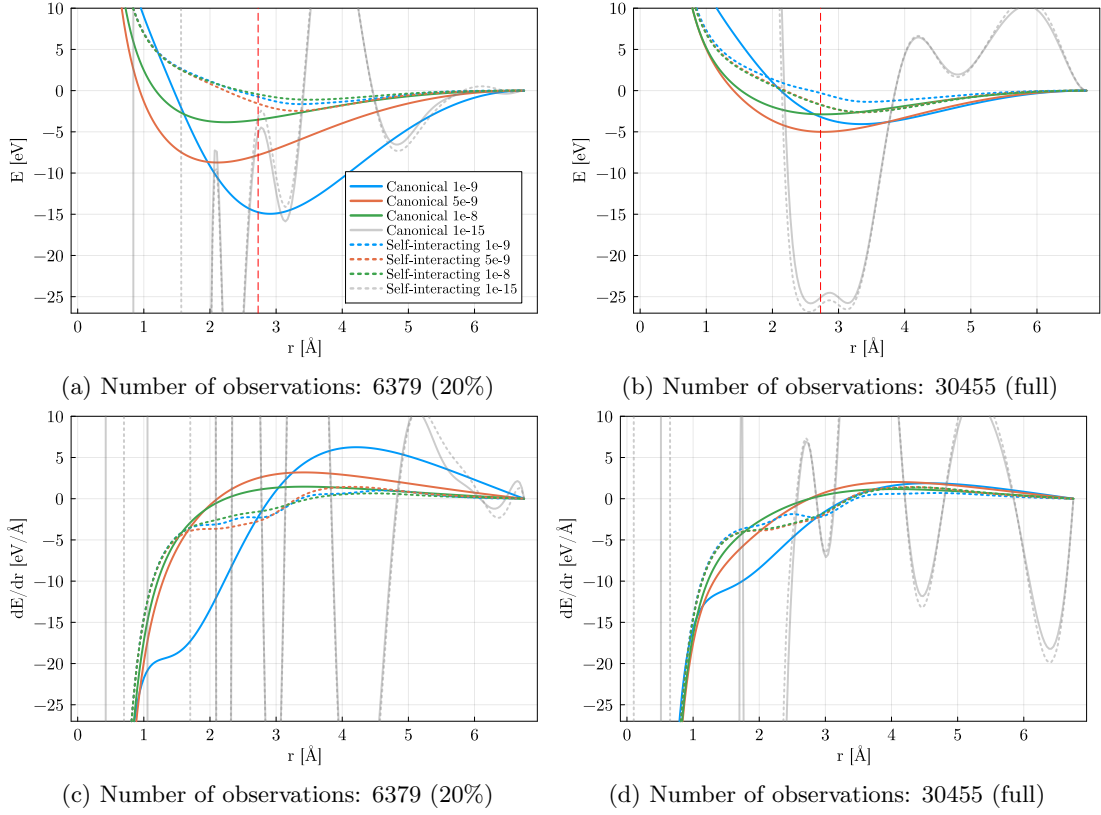 10
5
0
−5
−10
−15
−20
−25
E [eV]
0 1 2 3 4 5 6
r [Å]
Canonical 1e-9
Canonical 5e-9
Canonical 1e-8
Canonical 1e-15
Self-interacting 1e-9
Self-interacting 5e-9
Self-interacting 1e-8
Self-interacting 1e-15
(a) Number of observations: 6379 (20%)
10
5
0
−5
−10
−15
−20
−25
E [eV]
0 1 2 3 4 5 6
r [Å]
(b) Number of observations: 30455 (full)
10
5
0
−5
−10
−15
−20
−25
dE/dr [eV/Å]
0 1 2 3 4 5 6
r [Å]
(c) Number of observations: 6379 (20%)
10
5
0
−5
−10
−15
−20
−25
dE/dr [eV/Å]
0 1 2 3 4 5 6
r [Å]
(d) Number of observations: 30455 (full)